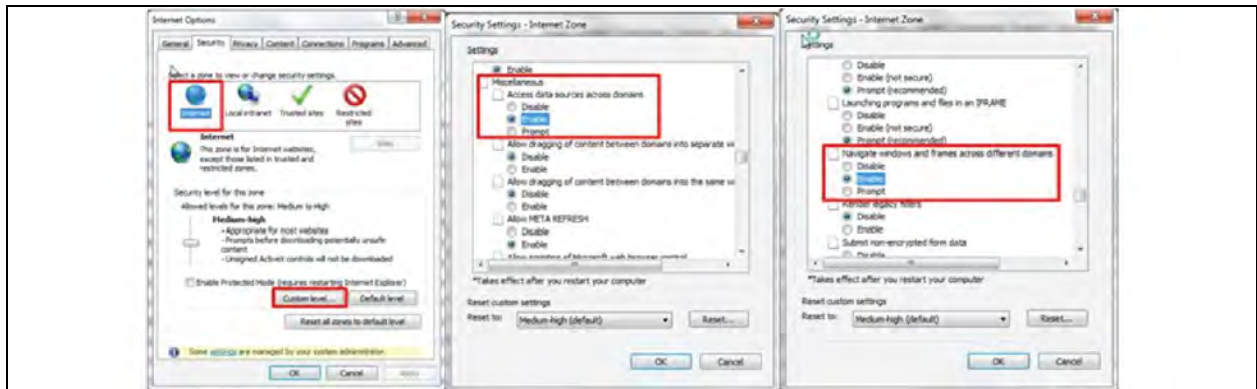 Internet Options
General Security Privacy Content Connections Programs Advanced
Select a zone to view or change security settings.
Internet Local intranet Trusted sites Restricted sites
Internet
This zone is for Internet websites,
except those listed in trusted and
restricted zones.
Sites
Security level for this zone
Allowed levels for this zone: Medium to High
Medium-high
- Appropriate for most websites
- Prompts before downloading potentially unsafe
content
- Unsigned ActiveX controls will not be downloaded
Enable Protected Mode (requires restarting Internet Explorer)
Custom level... Default level
Reset all zones to default level
Some settings are managed by your system administrator.
OK Cancel Apply
Security Settings - Internet Zone
Settings
Enable
Miscellaneous
Access data sources across domains
Disable
Enable
Prompt
Allow dragging of content between domains into separate wi
Disable
Enable
Allow dragging of content between domains into the same wi
Disable
Enable
Allow META REFRESH
Disable
Enable
Allow scripting of Microsoft web browser control
*Takes effect after you restart your computer
Reset custom settings
Reset to: Medium-high (default) Reset...
OK Cancel
Security Settings - Internet Zone
Settings
Disable
Enable (not secure)
Prompt (recommended)
Launching programs and files in an IFRAME
Disable
Enable (not secure)
Prompt (recommended)
Navigate windows and frames across different domains
Disable
Enable
Prompt
Render legacy filters
Disable
Enable
Submit non-encrypted form data
Disable
*Takes effect after you restart your computer
Reset custom settings
Reset to: Medium-high (default) Reset...
OK Cancel